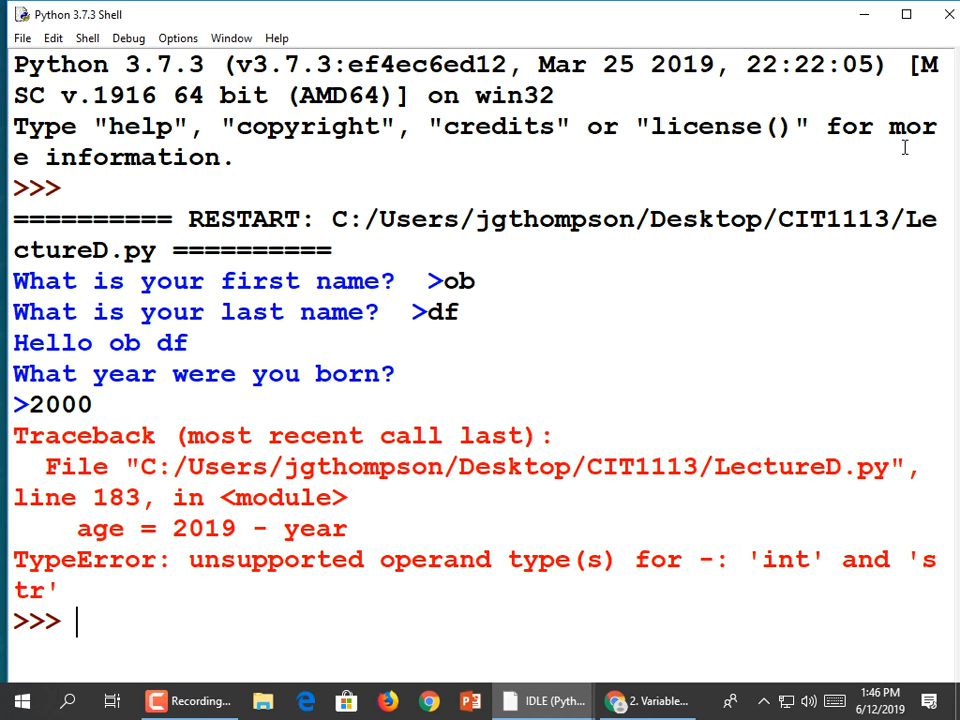 Python 3.7.3 Shell
File Edit Shell Debug Options Window Help
Python 3.7.3 (v3.7.3:ef4ec6ed12, Mar 25 2019, 22:22:05) [M
SC v.1916 64 bit (AMD64)] on win32
Type "help", "copyright", "credits" or "license()" for mor
e information.
>>>
========== RESTART: C:/Users/jgthompson/Desktop/CIT1113/Le
ctureD.py ==========
What is your first name?  >ob
What is your last name?  >df
Hello ob df
What year were you born?
>2000
Traceback (most recent call last):
  File "C:/Users/jgthompson/Desktop/CIT1113/LectureD.py",
line 183, in <module>
    age = 2019 - year
TypeError: unsupported operand type(s) for -: 'int' and 's
tr'
>>>
Recording... IDLE (Pyth... 2. Variable... 1:46 PM
6/12/2019